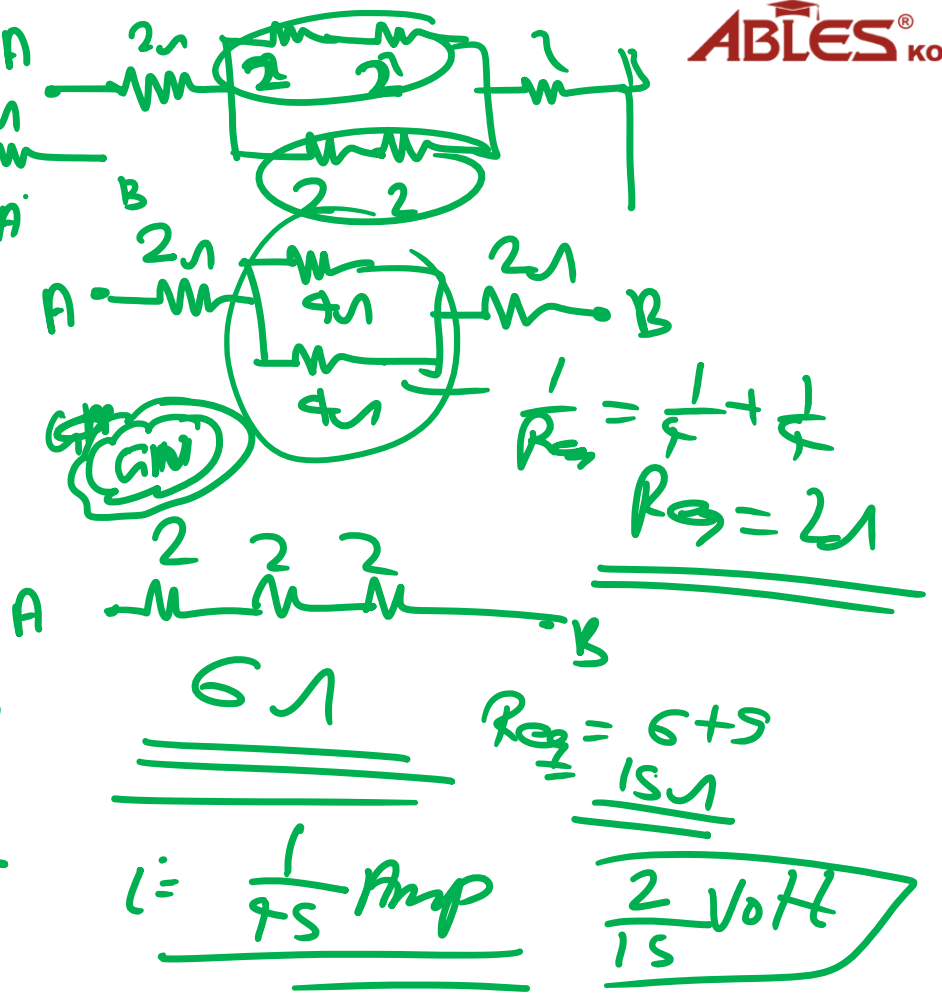 ABLES® KO
A 2Ω
2 2
B
2 2
A
2Ω 2Ω
A 4Ω B
4Ω
1/Req = 1/4 + 1/4
Req = 2Ω
2 2 2
A B
6Ω
Req = 6+9
15Ω
i = 1/45 Amp
2/15 Volt